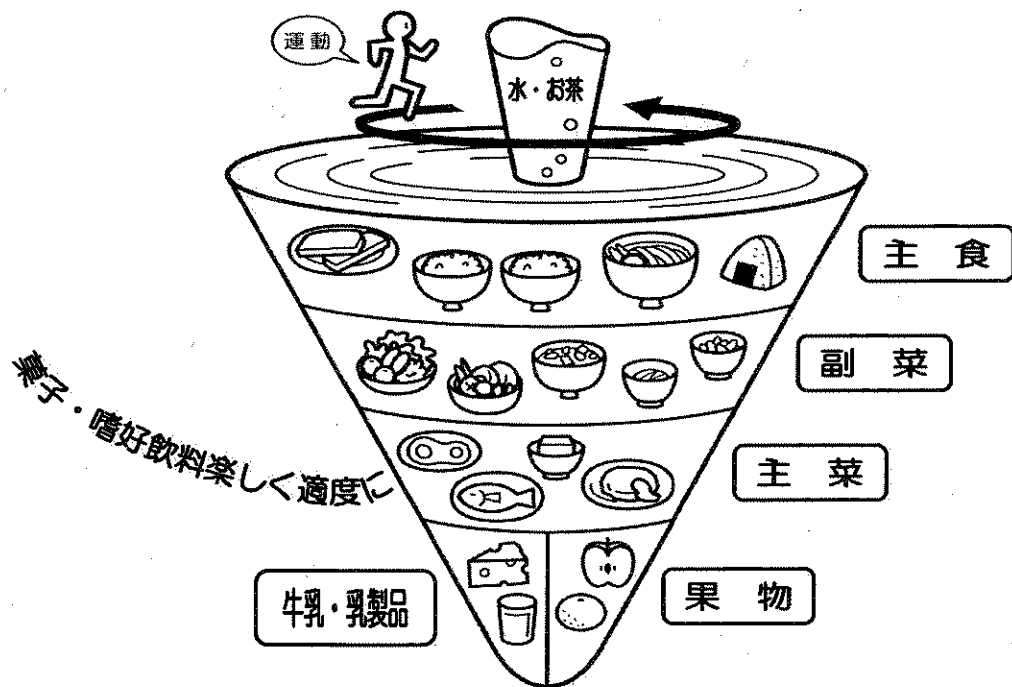 運動
水・お茶
主食
副菜
菓子・嗜好飲料楽しく適度に
主菜
牛乳・乳製品
果物